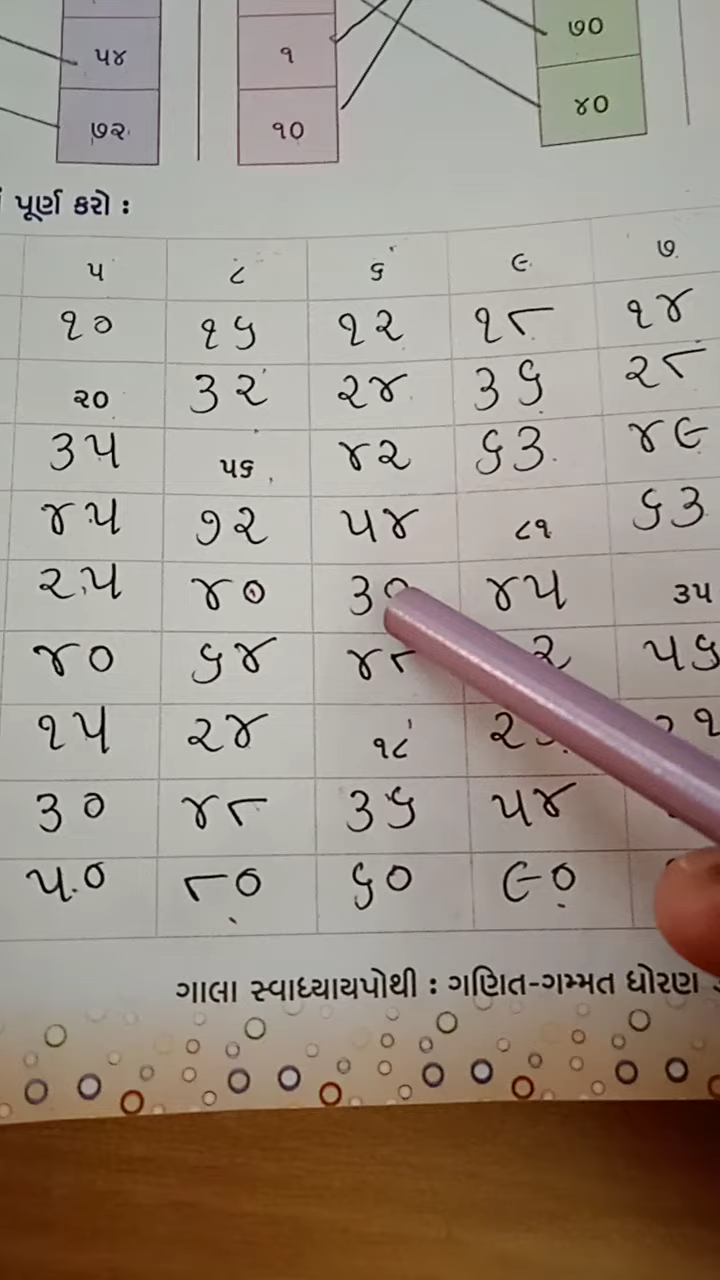 ૫૪ ૧ ૭૦
૭૨ ૧૦ ૪૦
પૂર્ણ કરો :
૫ ૮ ૬ ૯ ૭
૧૦ ૧૬ ૧૨ ૧૮ ૧૪
૨૦ ૩૨ ૨૪ ૩૬ ૨૮
૩૫ ૫૬ ૪૨ ૬૩ ૪૯
૪૫ ૭૨ ૫૪ ૮૧ ૬૩
૨૫ ૪૦ ૩૦ ૪૫ ૩૫
૪૦ ૬૪ ૪૮ ૫૬
૧૫ ૨૪ ૧૮
૩૦ ૪૮ ૩૬ ૫૪
૫૦ ૮૦ ૬૦ ૯૦
ગાલા સ્વાધ્યાયપોથી : ગણિત-ગમ્મત ધોરણ